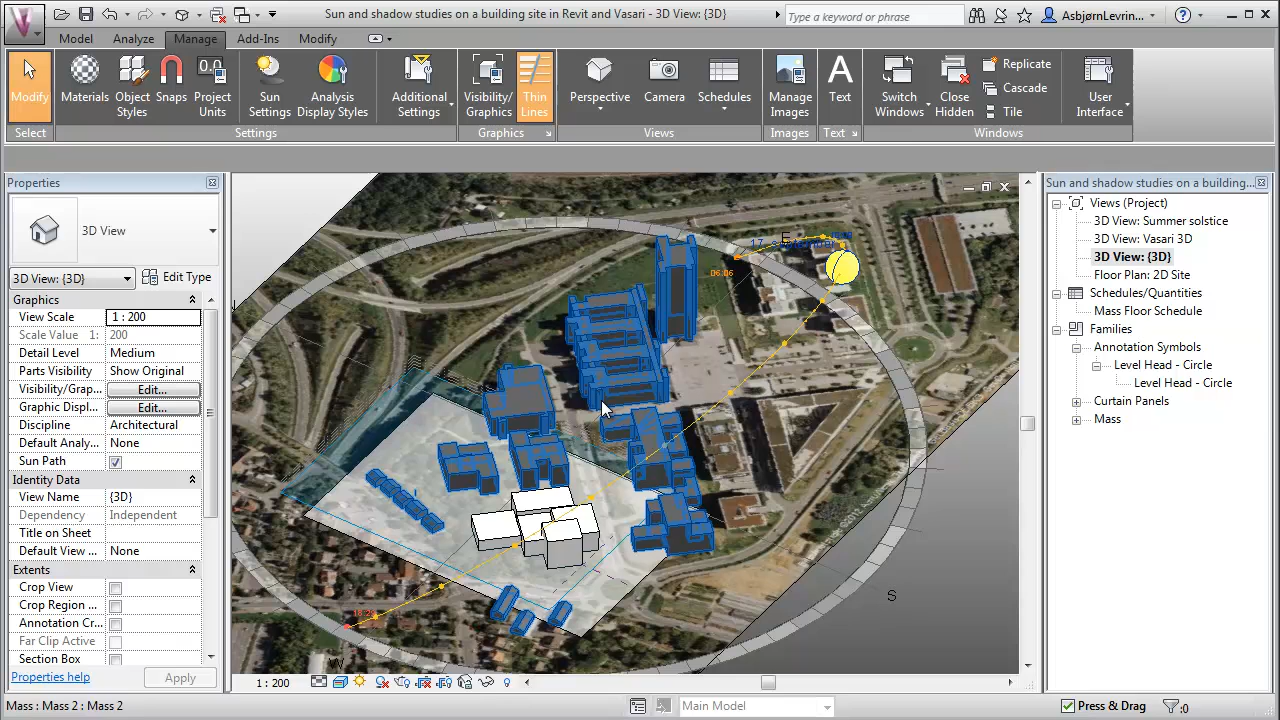 Sun and shadow studies on a building site in Revit and Vasari - 3D View: {3D}
Type a keyword or phrase
AsbjørnLevrin...
Model Analyze Manage Add-Ins Modify
Modify
Materials
Object Styles
Snaps
Project Units
Sun Settings
Analysis Display Styles
Additional Settings
Visibility/ Graphics
Thin Lines
Perspective
Camera
Schedules
Manage Images
Text
Switch Windows
Close Hidden
Replicate
Cascade
Tile
User Interface
Select Settings Graphics Views Images Text Windows
Properties
3D View
3D View: {3D} Edit Type
Graphics
View Scale 1 : 200
Scale Value 1: 200
Detail Level Medium
Parts Visibility Show Original
Visibility/Grap... Edit...
Graphic Displ... Edit...
Discipline Architectural
Default Analy... None
Sun Path
Identity Data
View Name {3D}
Dependency Independent
Title on Sheet
Default View ... None
Extents
Crop View
Crop Region ...
Annotation Cr...
Far Clip Active
Section Box
Properties help Apply
E
06:06
S
W
1 : 200
Sun and shadow studies on a building...
Views (Project)
3D View: Summer solstice
3D View: Vasari 3D
3D View: {3D}
Floor Plan: 2D Site
Schedules/Quantities
Mass Floor Schedule
Families
Annotation Symbols
Level Head - Circle
Level Head - Circle
Curtain Panels
Mass
Mass : Mass 2 : Mass 2
Main Model
Press & Drag
:0